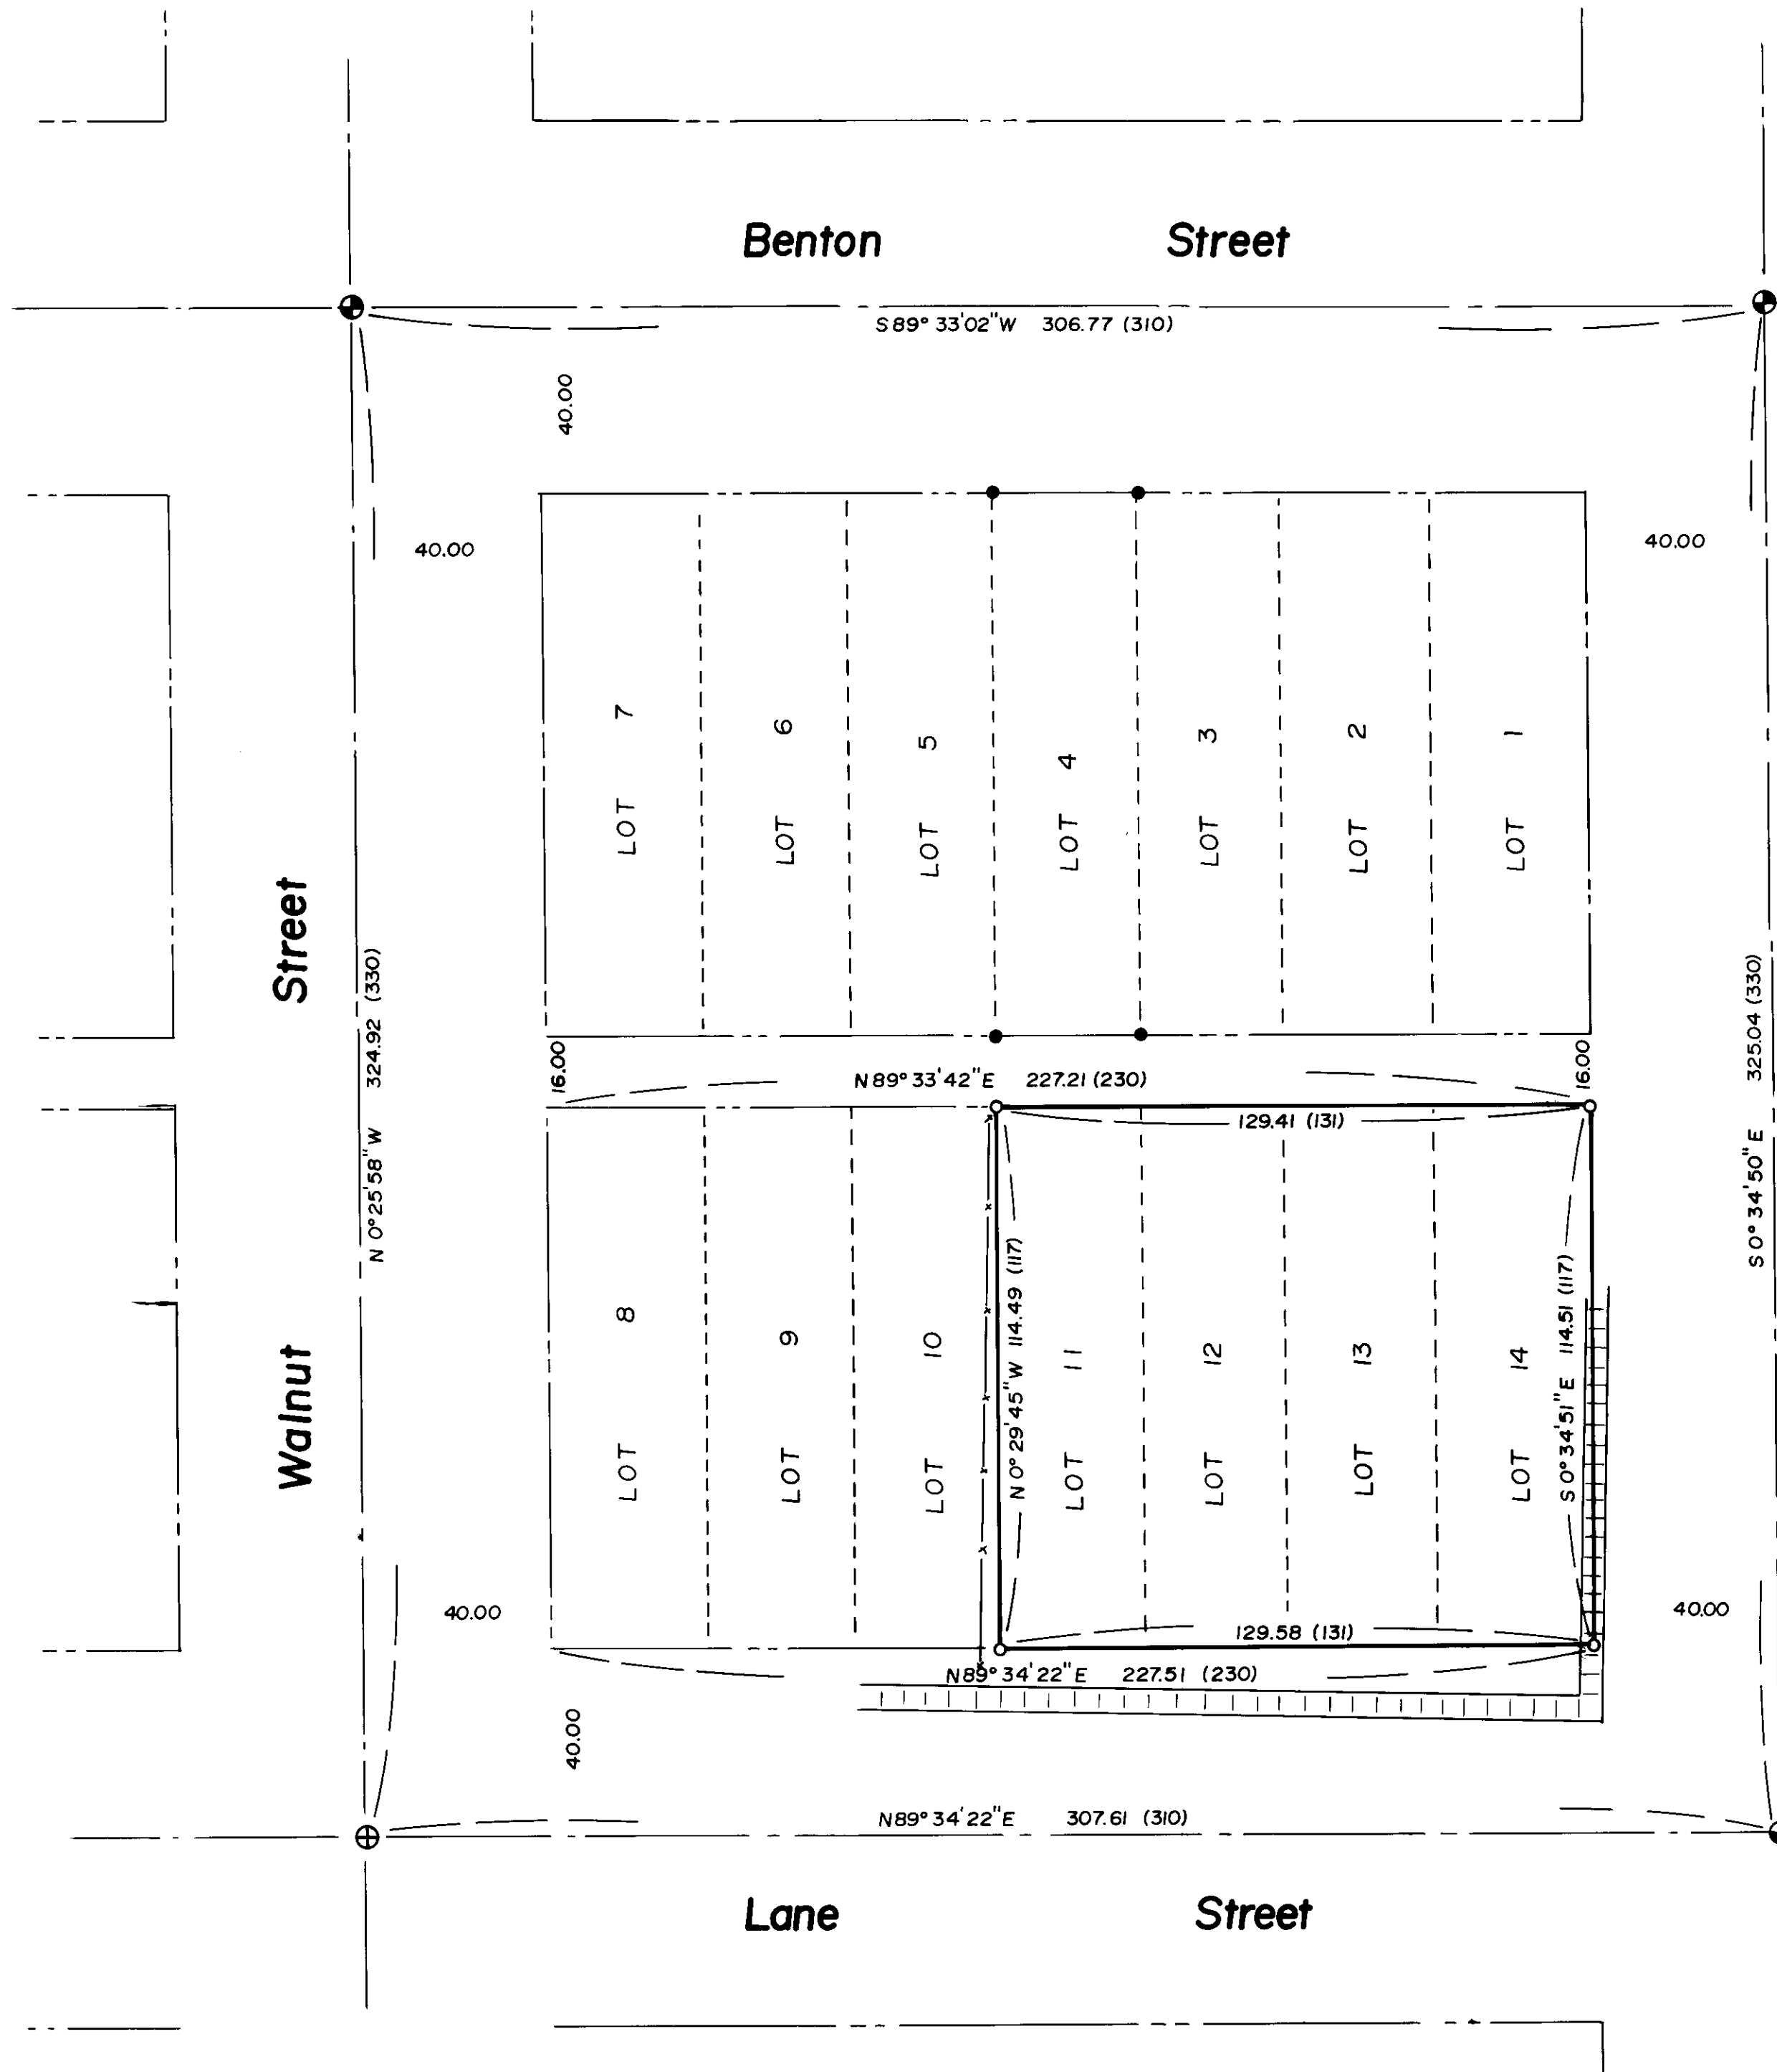 Benton Street
S 89° 33' 02" W 306.77 (310)
40.00
40.00
40.00
LOT 7
LOT 6
LOT 5
LOT 4
LOT 3
LOT 2
LOT 1
Walnut Street
N 0° 25' 58" W 324.92 (330)
S 0° 34' 50" E 325.04 (330)
16.00
16.00
N 89° 33' 42" E 227.21 (230)
129.41 (131)
N 0° 29' 45" W 114.49 (117)
S 0° 34' 51" E 114.51 (117)
LOT 8
LOT 9
LOT 10
LOT 11
LOT 12
LOT 13
LOT 14
40.00
40.00
129.58 (131)
N 89° 34' 22" E 227.51 (230)
40.00
N 89° 34' 22" E 307.61 (310)
Lane Street